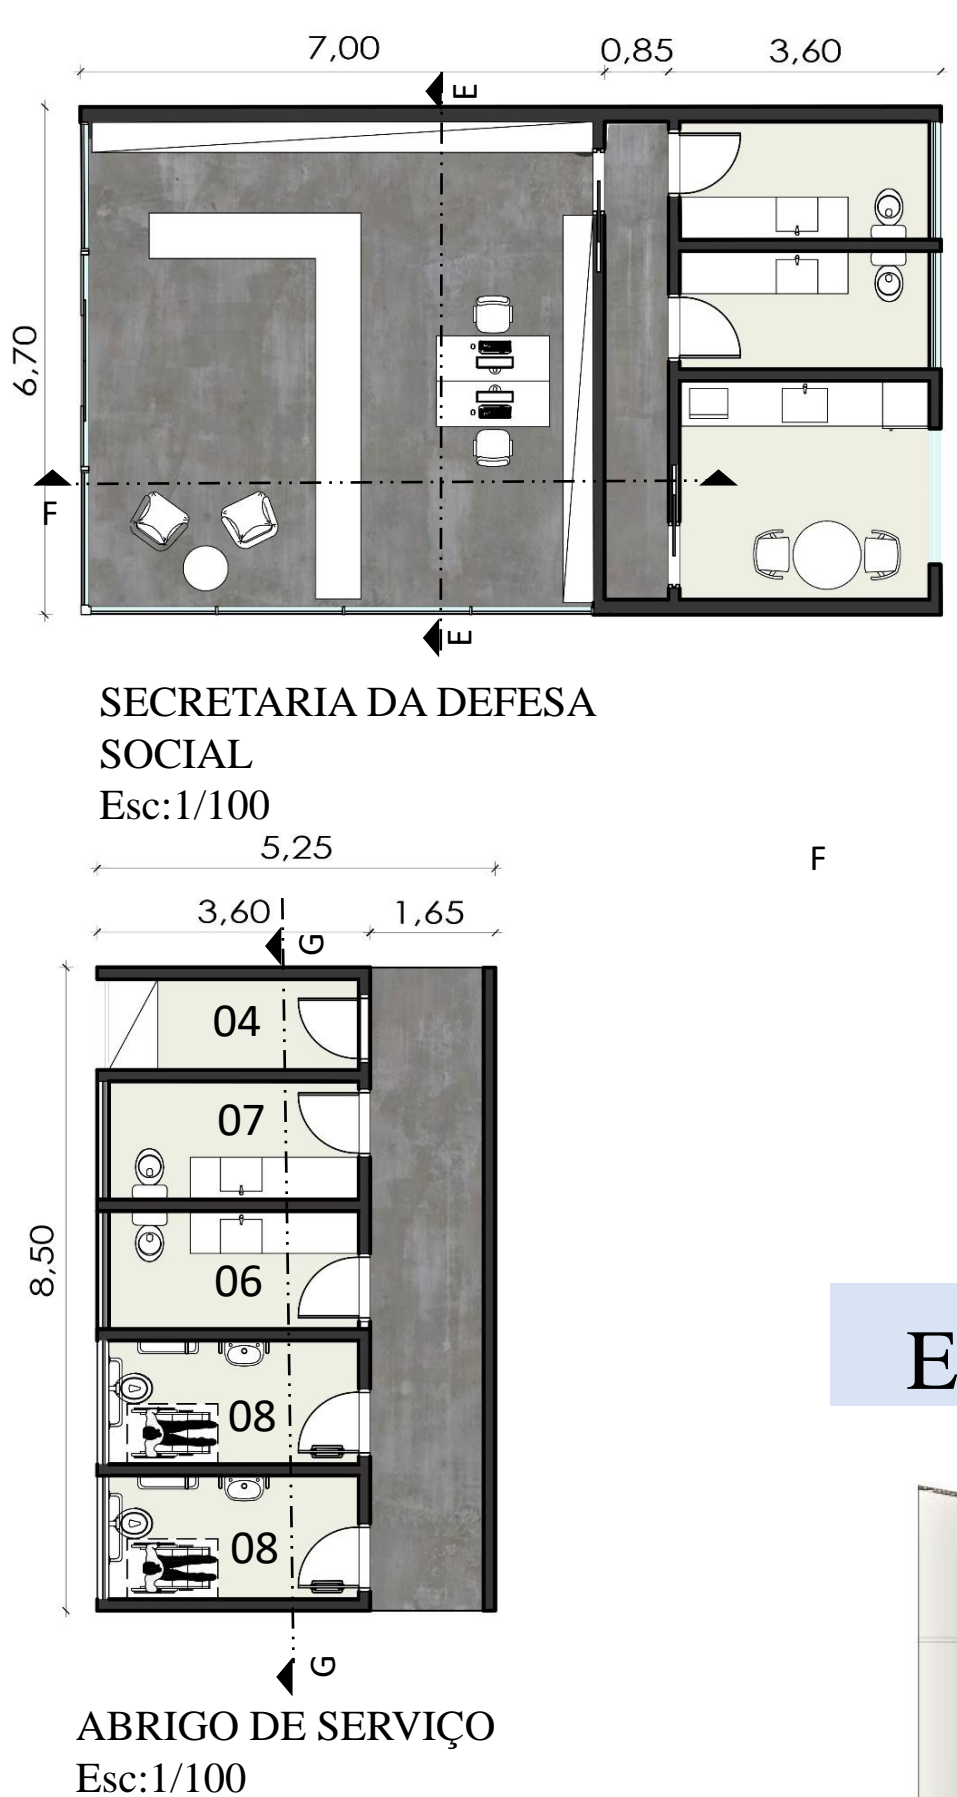 7,00
0,85
3,60
E
6,70
F
E
SECRETARIA DA DEFESA
SOCIAL
Esc:1/100
5,25
F
3,60
1,65
G
04
07
8,50
06
E
08
08
G
ABRIGO DE SERVIÇO
Esc:1/100